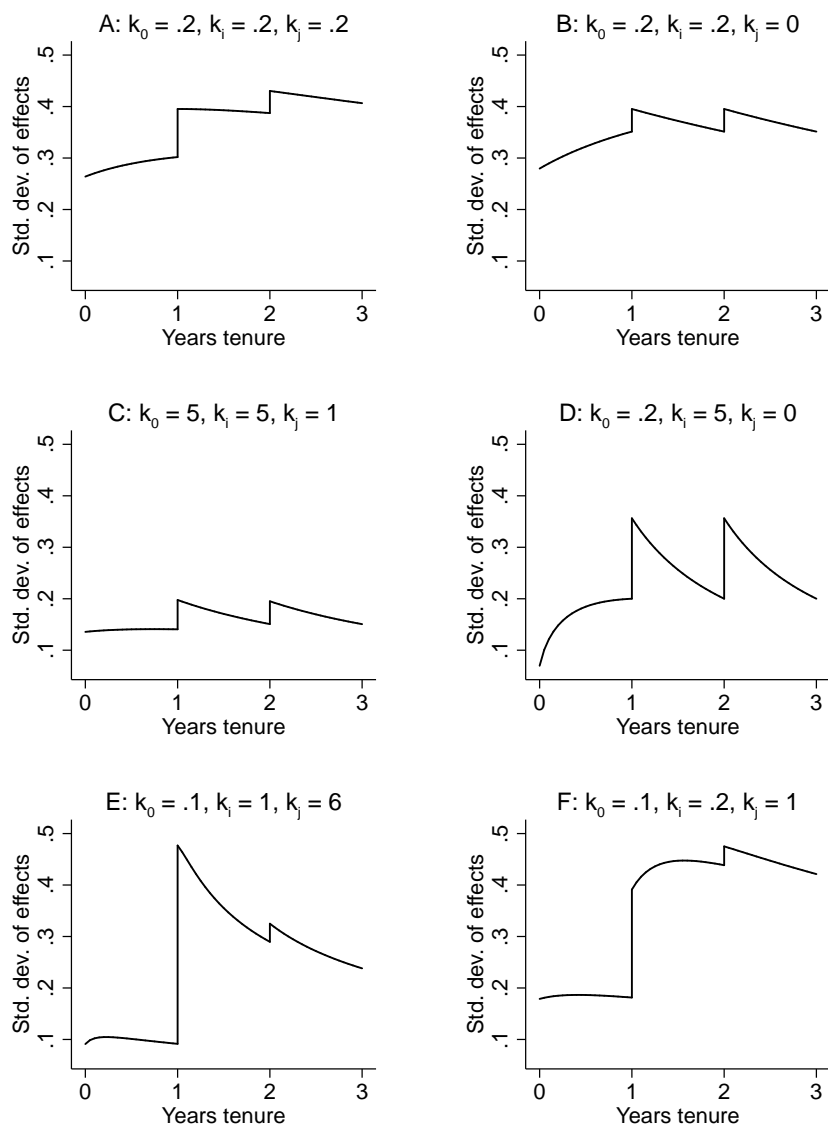 A: k₀ = .2, kᵢ = .2, kⱼ = .2
Std. dev. of effects
.1 .2 .3 .4 .5
0 1 2 3
Years tenure
B: k₀ = .2, kᵢ = .2, kⱼ = 0
Std. dev. of effects
.1 .2 .3 .4 .5
0 1 2 3
Years tenure
C: k₀ = 5, kᵢ = 5, kⱼ = 1
Std. dev. of effects
.1 .2 .3 .4 .5
0 1 2 3
Years tenure
D: k₀ = .2, kᵢ = 5, kⱼ = 0
Std. dev. of effects
.1 .2 .3 .4 .5
0 1 2 3
Years tenure
E: k₀ = .1, kᵢ = 1, kⱼ = 6
Std. dev. of effects
.1 .2 .3 .4 .5
0 1 2 3
Years tenure
F: k₀ = .1, kᵢ = .2, kⱼ = 1
Std. dev. of effects
.1 .2 .3 .4 .5
0 1 2 3
Years tenure